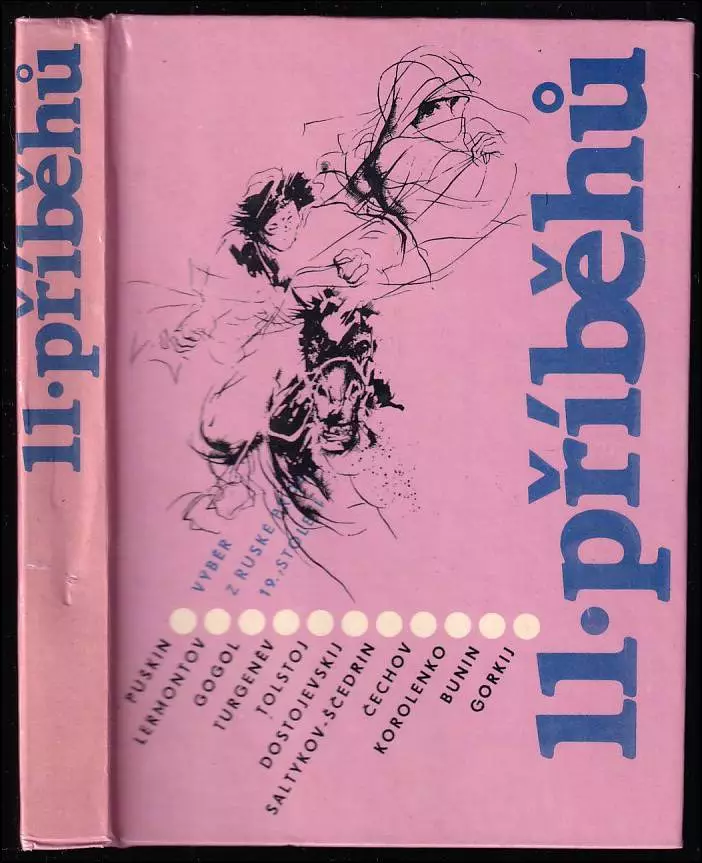 11·příběhů
11·příběhů
VÝBĚR
Z RUSKÉ
19. STOLETÍ
PUŠKIN
LERMONTOV
GOGOL
TURGENĚV
TOLSTOJ
DOSTOJEVSKIJ
SALTYKOV-ŠČEDRIN
ČECHOV
KOROLENKO
BUNIN
GORKIJ